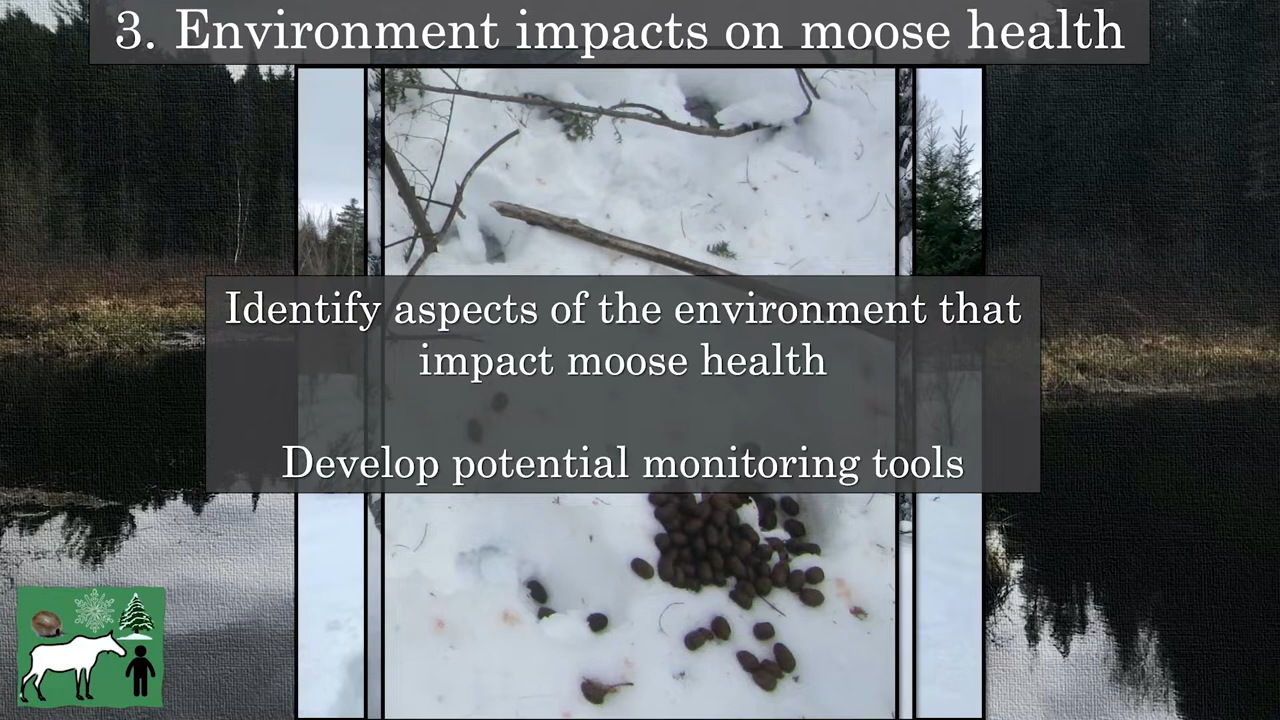 3. Environment impacts on moose health
Identify aspects of the environment that
impact moose health
Develop potential monitoring tools